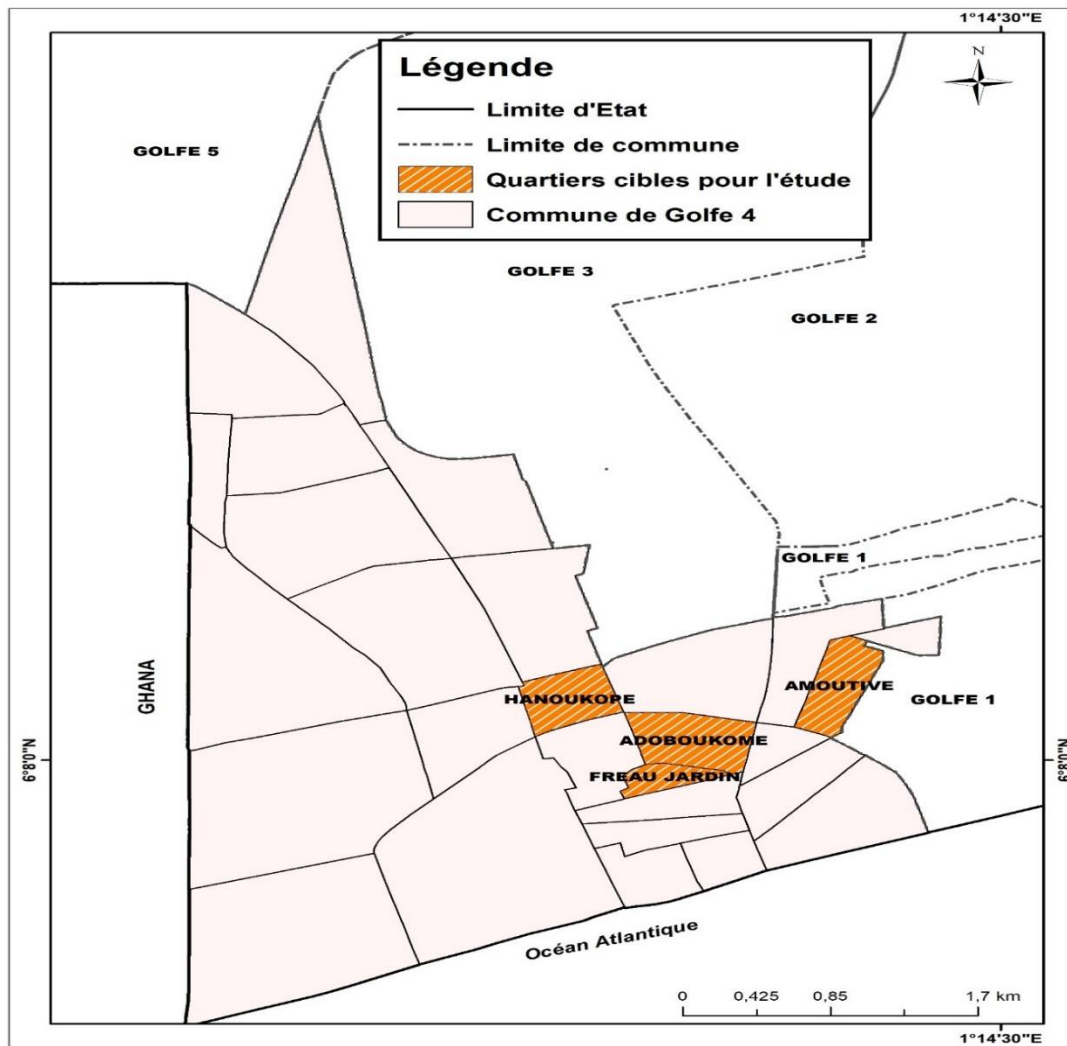 1°14'30"E
Légende
N
Limite d'Etat
Limite de commune
Quartiers cibles pour l'étude
Commune de Golfe 4
GOLFE 5
GOLFE 3
GOLFE 2
GOLFE 1
GHANA
HANOUKOPE
AMOUTIVE
GOLFE 1
ADOBOUKOME
FREAU JARDIN
6°8'0"N
6°8'0"N
Océan Atlantique
0 0,425 0,85 1,7 km
1°14'30"E